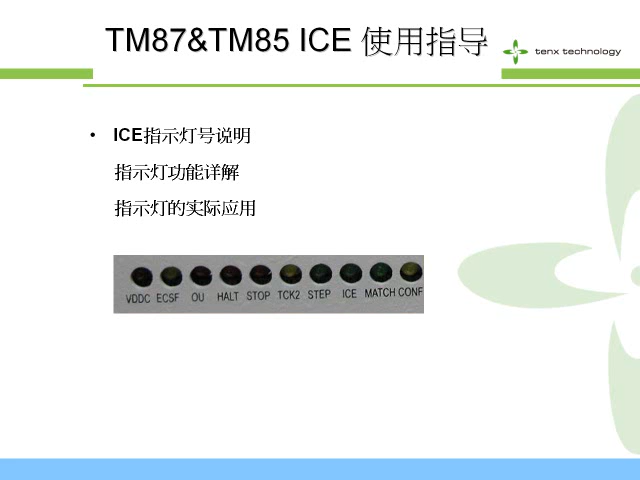 TM87&TM85 ICE 使用指导
tenx technology
• ICE指示灯号说明
指示灯功能详解
指示灯的实际应用
VDDC ECSF OU HALT STOP TCK2 STEP ICE MATCH CONF